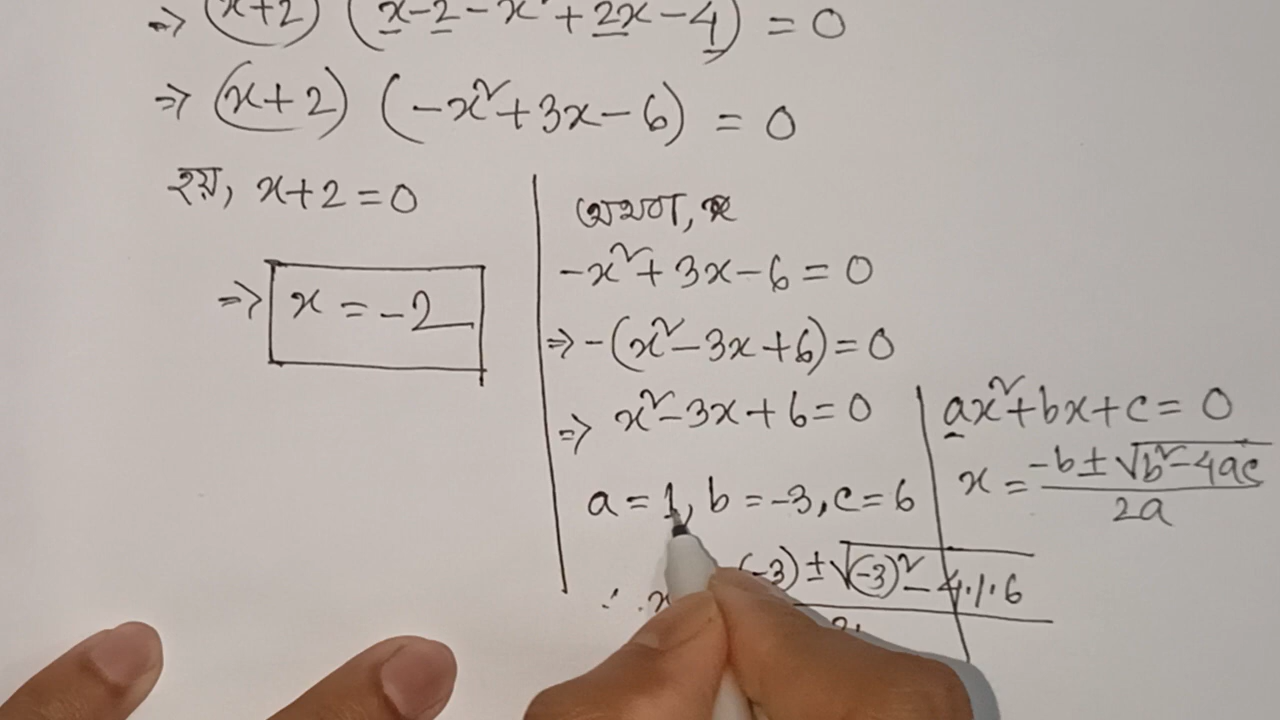 ⇒ (x+2) (x-2-x²+2x-4) = 0
⇒ (x+2) (-x²+3x-6) = 0
হয়, x+2=0
⇒ x = -2
অথবা,
-x²+3x-6=0
⇒ -(x²-3x+6)=0
⇒ x²-3x+6=0
a=1, b=-3, c=6
∴ x (-3)±√(-3)²-4.1.6
2.
ax²+bx+c=0
x = -b±√b²-4ac
2a